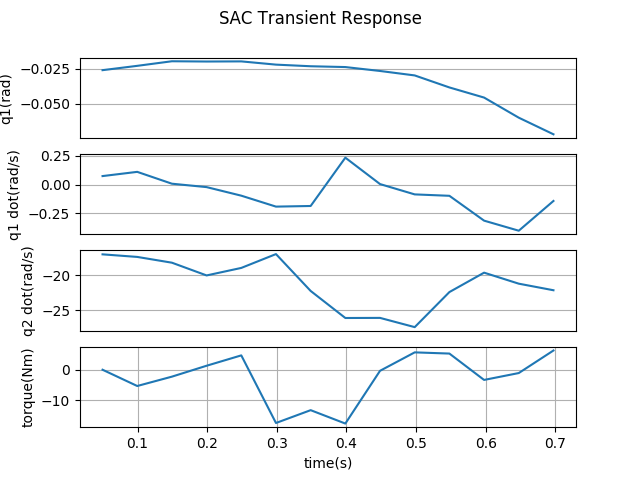 SAC Transient Response
q1(rad)
−0.025
−0.050
q1 dot(rad/s)
0.25
0.00
−0.25
q2 dot(rad/s)
−20
−25
torque(Nm)
0
−10
0.1 0.2 0.3 0.4 0.5 0.6 0.7
time(s)